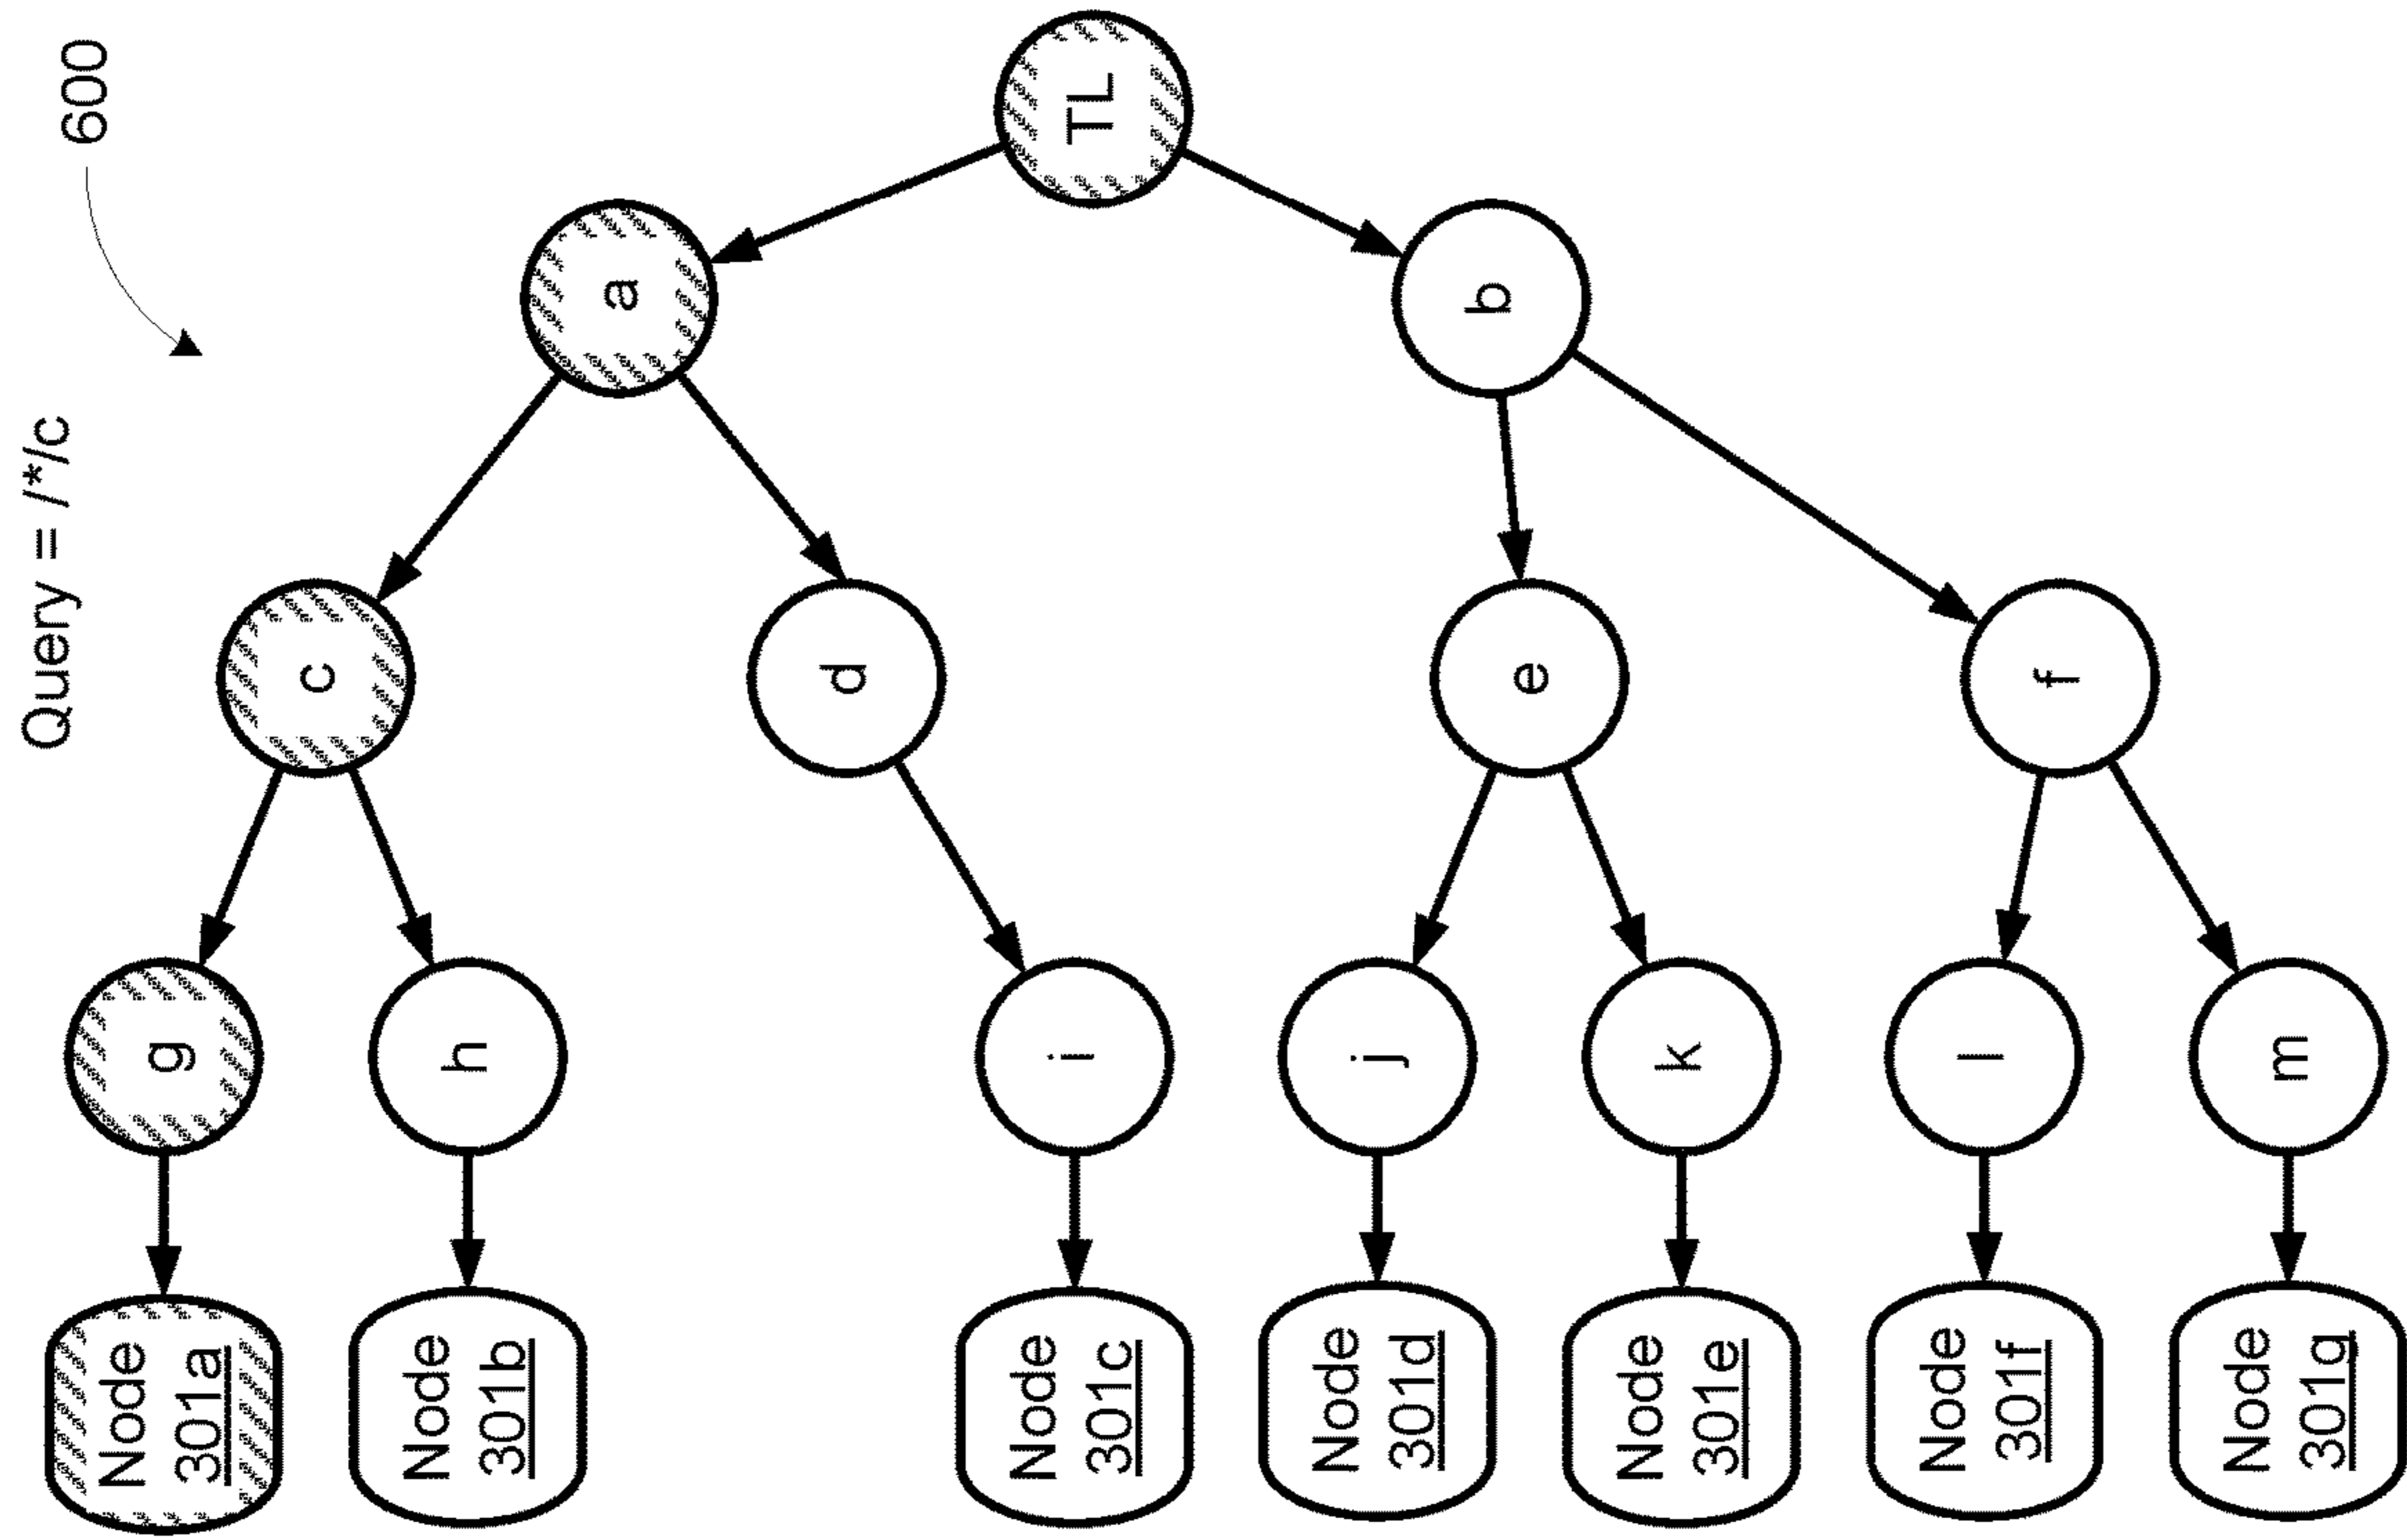 600
Query = /*/c
TL
a
b
c
d
e
f
g
h
i
j
k
l
m
Node
301a
Node
301b
Node
301c
Node
301d
Node
301e
Node
301f
Node
301g